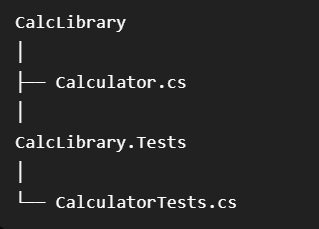 CalcLibrary
│
├── Calculator.cs
│
CalcLibrary.Tests
│
└── CalculatorTests.cs